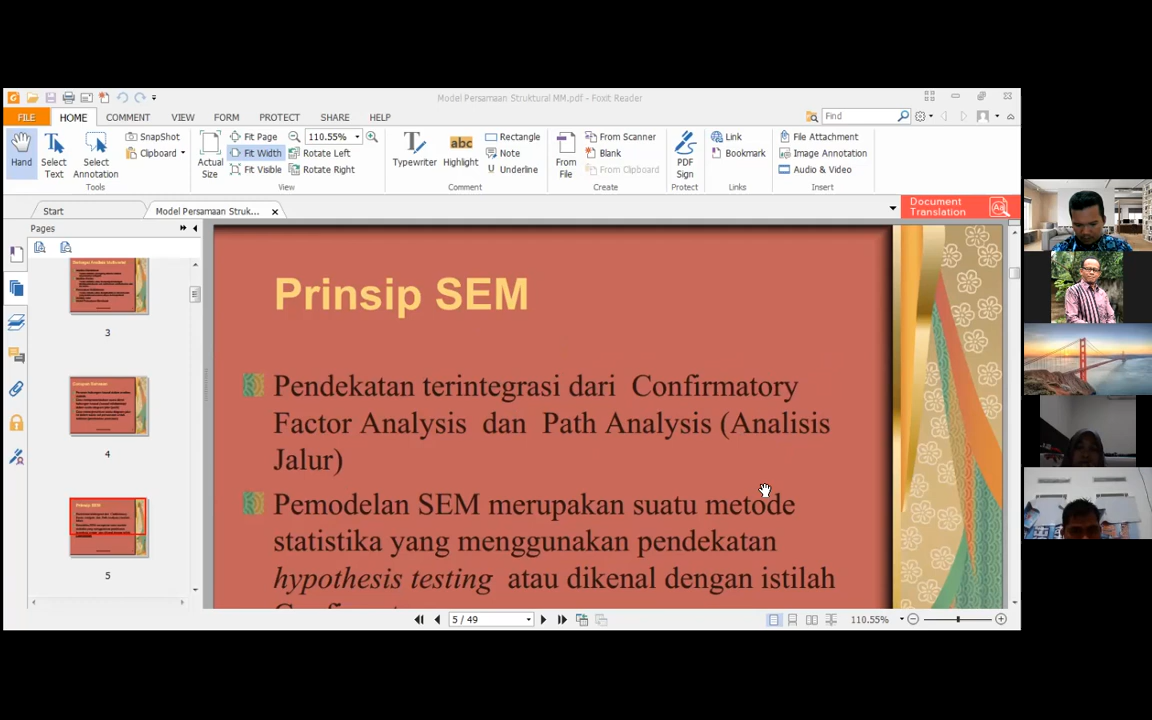 Model Persamaan Struktural MM.pdf - Foxit Reader
FILE HOME COMMENT VIEW FORM PROTECT SHARE HELP
Find
Hand
Select Text
Select Annotation
SnapShot
Clipboard
Tools
Actual Size
Fit Page
Fit Width
Fit Visible
110.55%
Rotate Left
Rotate Right
View
Typewriter
Highlight
Rectangle
Note
Underline
Comment
From File
From Scanner
Blank
From Clipboard
Create
PDF Sign
Protect
Link
Bookmark
Links
File Attachment
Image Annotation
Audio & Video
Insert
Start
Model Persamaan Struk...
Document Translation
Pages
3
4
5
Prinsip SEM
Pendekatan terintegrasi dari Confirmatory
Factor Analysis dan Path Analysis (Analisis
Jalur)
Pemodelan SEM merupakan suatu metode
statistika yang menggunakan pendekatan
hypothesis testing atau dikenal dengan istilah
5 / 49
110.55%